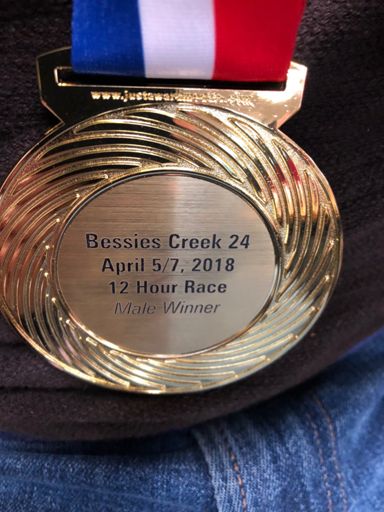 Bessies Creek 24
April 5/7, 2018
12 Hour Race
Male Winner